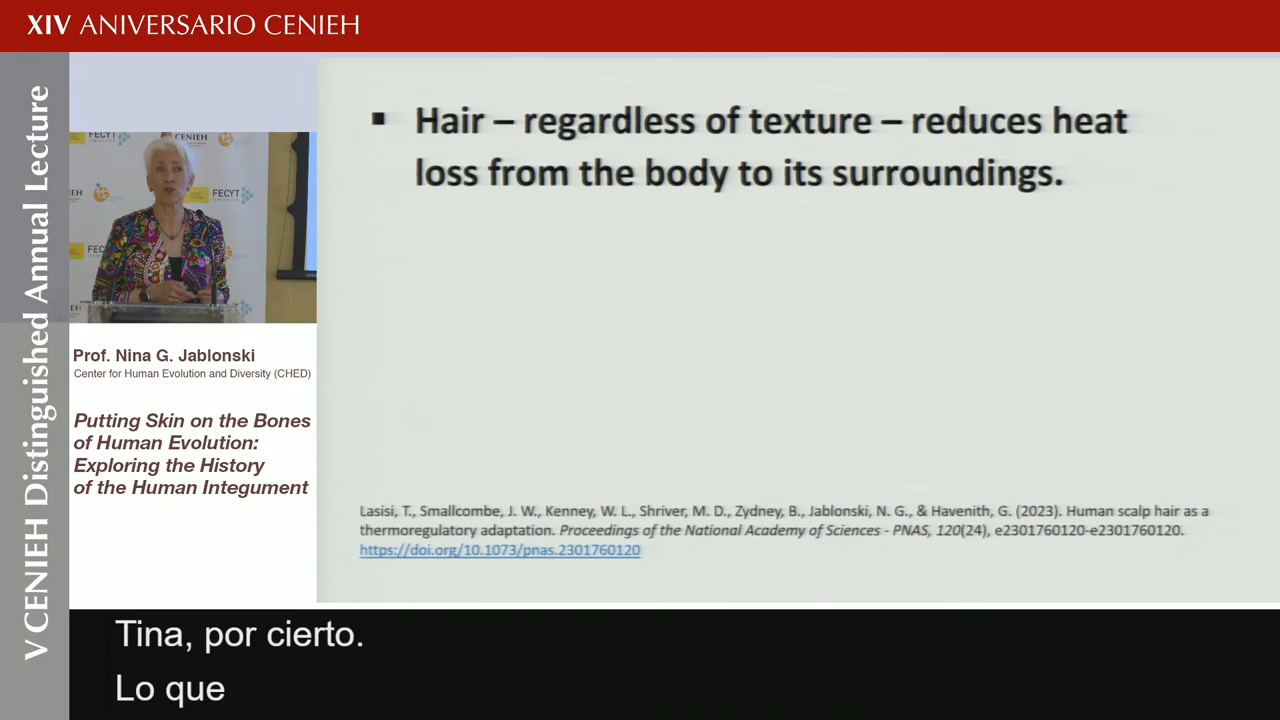 XIV ANIVERSARIO CENIEH
V CENIEH Distinguished Annual Lecture
FECYT
CENIEH
FECYT
FECYT
Prof. Nina G. Jablonski
Center for Human Evolution and Diversity (CHED)
Putting Skin on the Bones
of Human Evolution:
Exploring the History
of the Human Integument
▪ Hair – regardless of texture – reduces heat
loss from the body to its surroundings.
Lasisi, T., Smallcombe, J. W., Kenney, W. L., Shriver, M. D., Zydney, B., Jablonski, N. G., & Havenith, G. (2023). Human scalp hair as a
thermoregulatory adaptation. Proceedings of the National Academy of Sciences - PNAS, 120(24), e2301760120-e2301760120.
https://doi.org/10.1073/pnas.2301760120
Tina, por cierto.
Lo que